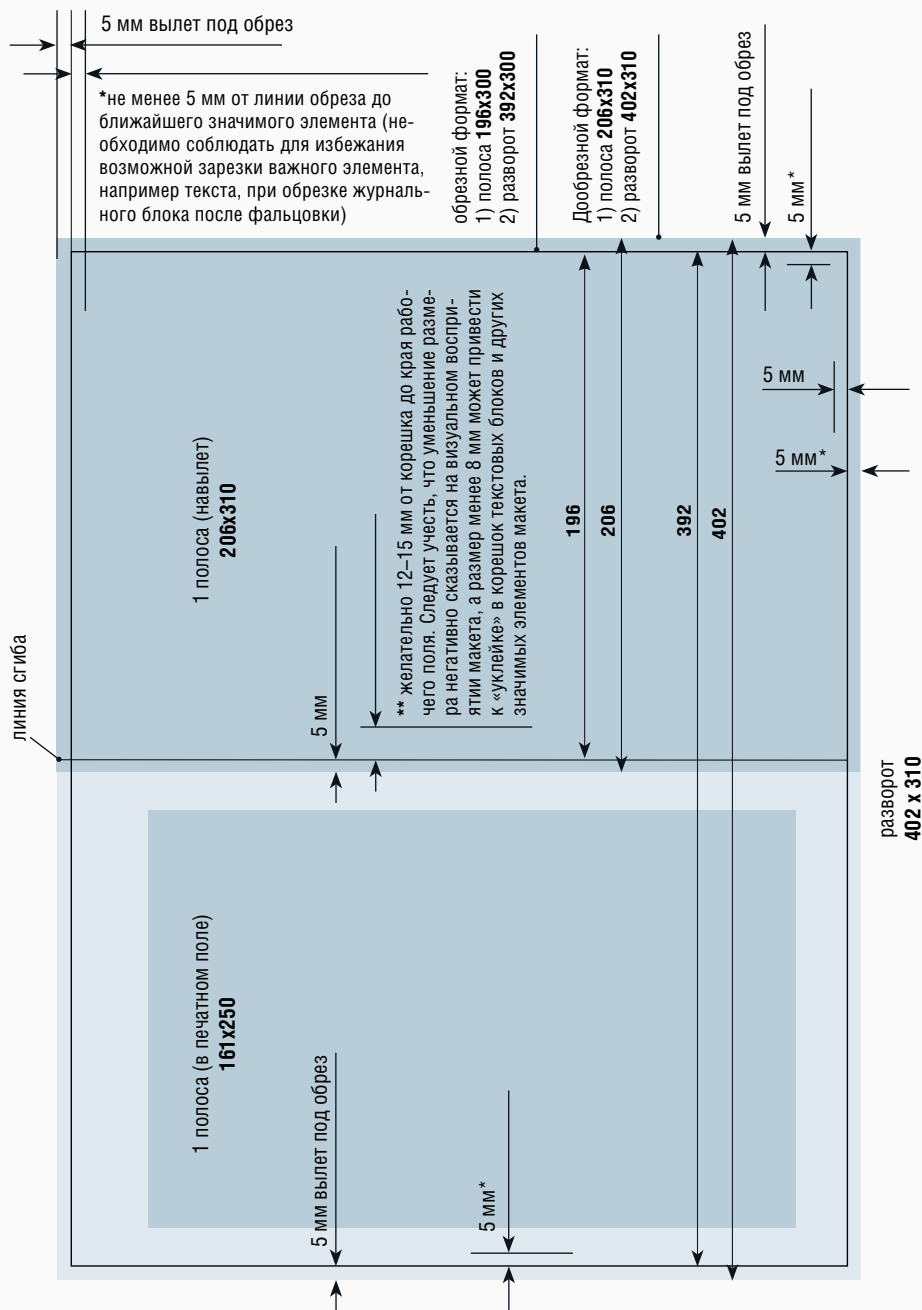 5 мм вылет под обрез
*не менее 5 мм от линии обреза до
ближайшего значимого элемента (не-
обходимо соблюдать для избежания
возможной зарезки важного элемента,
например текста, при обрезке журналь-
ного блока после фальцовки)
обрезной формат:
1) полоса 196x300
2) разворот 392x300
Дообрезной формат:
1) полоса 206x310
2) разворот 402x310
5 мм вылет под обрез
5 мм*
линия сгиба
1 полоса (навылет)
206x310
5 мм
** желательно 12–15 мм от корешка до края рабо-
чего поля. Следует учесть, что уменьшение разме-
ра негативно сказывается на визуальном воспри-
ятии макета, а размер менее 8 мм может привести
к «уклейке» в корешок текстовых блоков и других
значимых элементов макета.
196
206
392
402
5 мм
5 мм*
1 полоса (в печатном поле)
161x250
5 мм вылет под обрез
5 мм*
разворот
402 x 310